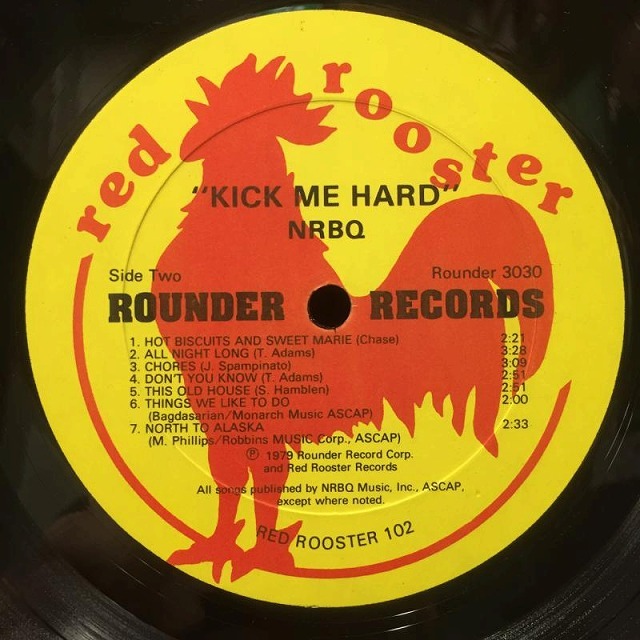 red rooster
"KICK ME HARD"
NRBQ
Side Two Rounder 3030
ROUNDER RECORDS
1. HOT BISCUITS AND SWEET MARIE (Chase) 2:21
2. ALL NIGHT LONG (T. Adams) 3:28
3. CHORES (J. Spampinato) 3:09
4. DON'T YOU KNOW (T. Adams) 2:51
5. THIS OLD HOUSE (S. Hamblen) 2:51
6. THINGS WE LIKE TO DO 2:00
(Bagdasarian/Monarch Music ASCAP)
7. NORTH TO ALASKA 2:33
(M. Phillips/Robbins MUSIC Corp., ASCAP)
℗ 1979 Rounder Record Corp.
and Red Rooster Records
All songs published by NRBQ Music, Inc., ASCAP,
except where noted.
RED ROOSTER 102